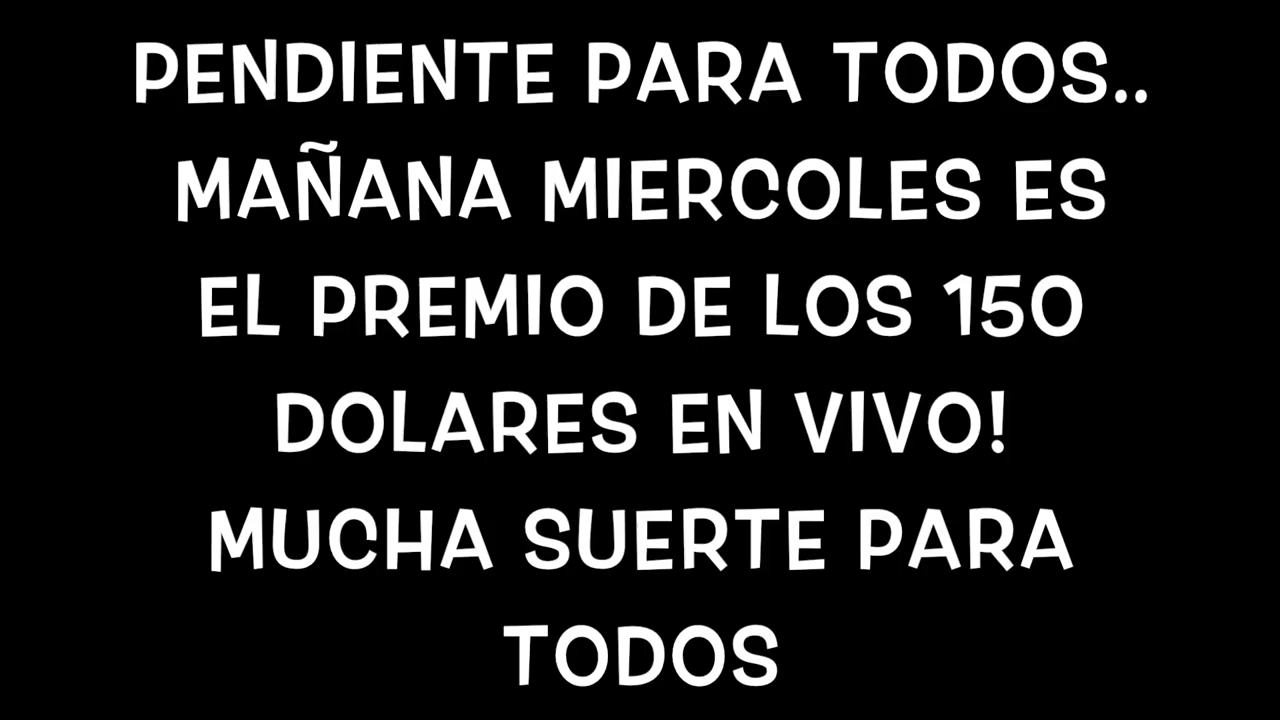 PENDIENTE PARA TODOS..
MAÑANA MIERCOLES ES
EL PREMIO DE LOS 150
DOLARES EN VIVO!
MUCHA SUERTE PARA
TODOS